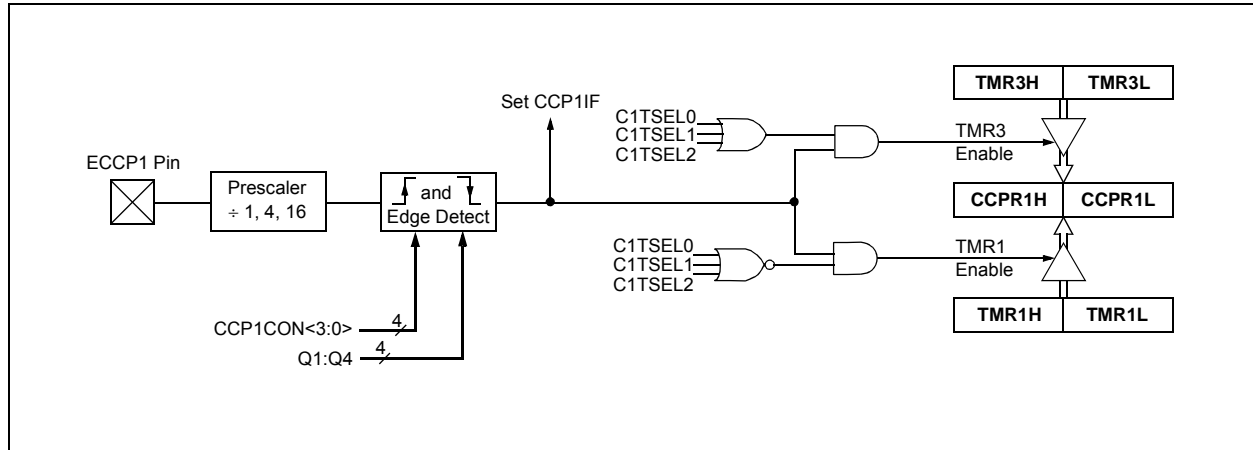 TMR3H TMR3L
Set CCP1IF
C1TSEL0
C1TSEL1
C1TSEL2
TMR3
Enable
ECCP1 Pin
Prescaler
÷ 1, 4, 16
and
Edge Detect
CCPR1H CCPR1L
C1TSEL0
C1TSEL1
C1TSEL2
TMR1
Enable
TMR1H TMR1L
CCP1CON<3:0>
4
Q1:Q4
4